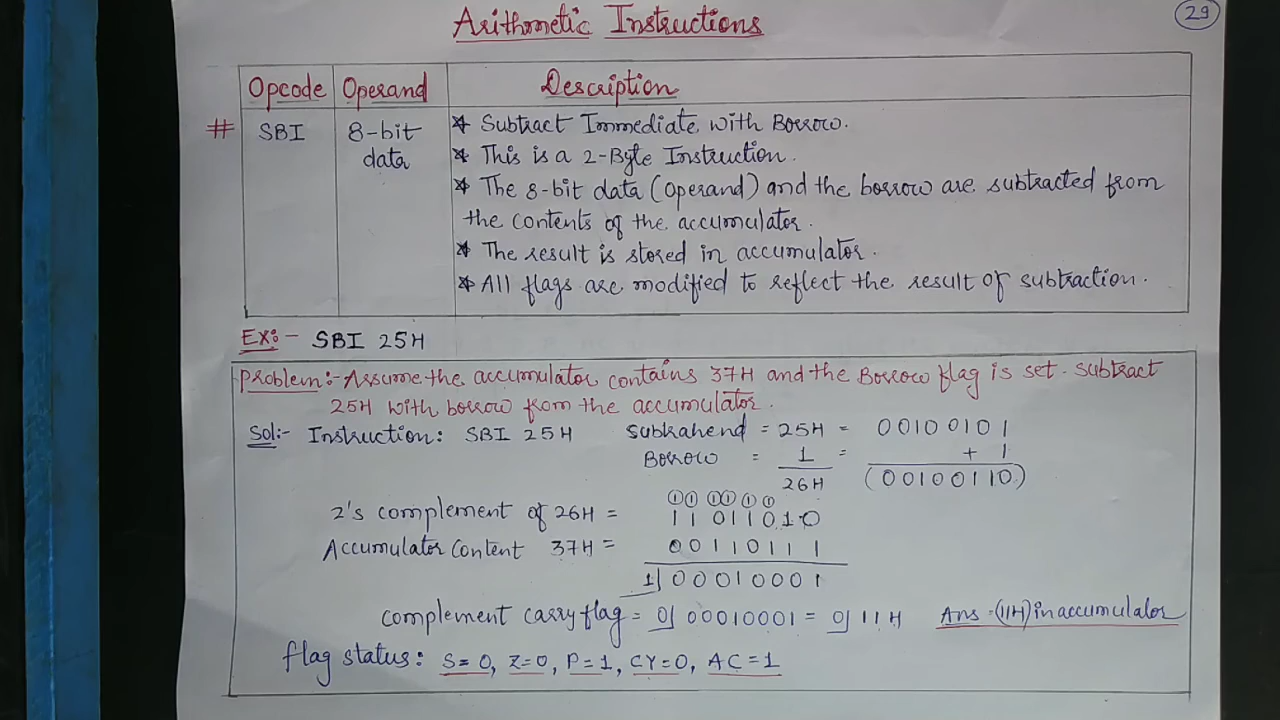 29
Arithmetic Instructions
Opcode Operand Description
# SBI 8-bit data
* Subtract Immediate with Borrow.
* This is a 2-Byte Instruction.
* The 8-bit data (operand) and the borrow are subtracted from
the contents of the accumulator.
* The result is stored in accumulator.
* All flags are modified to reflect the result of subtraction.
Ex:- SBI 25H
Problem:- Assume the accumulator contains 37H and the Borrow flag is set. Subtract
25H with borrow from the accumulator.
Sol:- Instruction: SBI 25H subtrahend = 25H = 00100101
Borrow = 1 = + 1
26H (00100110)
1 1 1 1 1 1
2's complement of 26H = 11011010
Accumulator Content 37H = 00110111
1| 00010001
complement carry flag = 0| 00010001 = 0| 11H Ans = (11H) in accumulator
flag status: S=0, Z=0, P=1, CY=0, AC=1